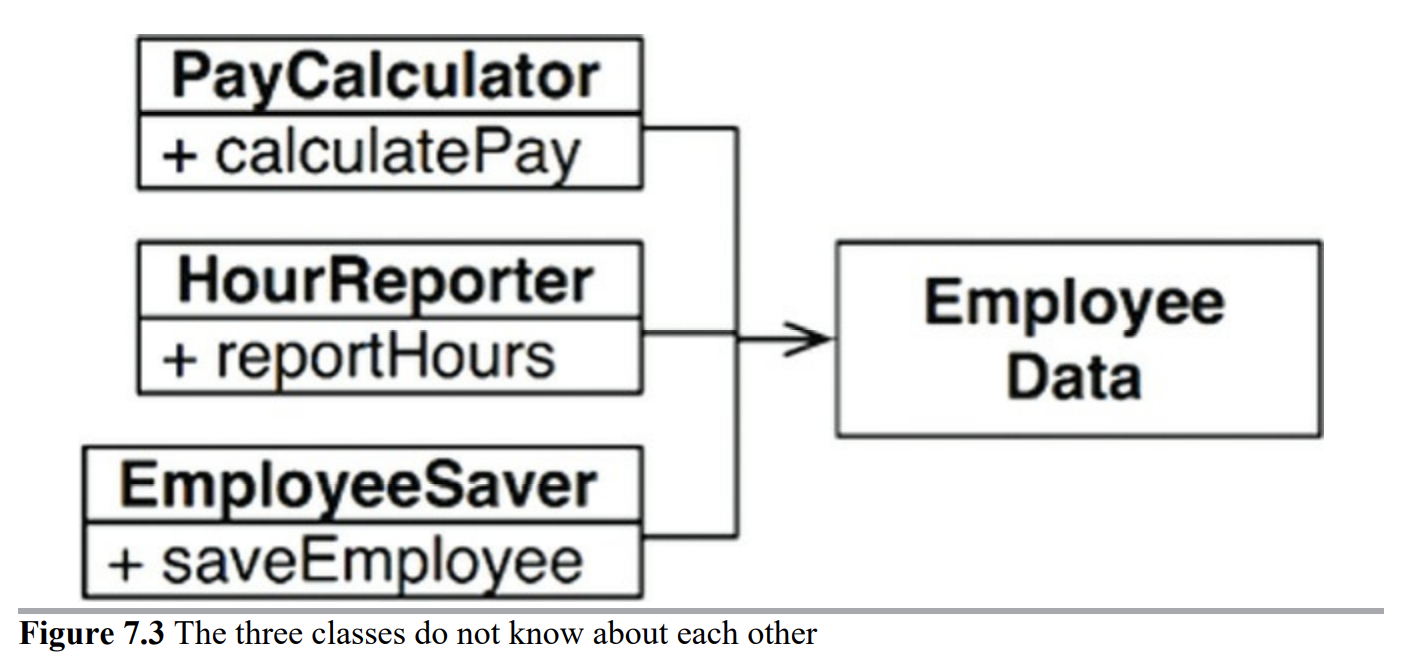 PayCalculator
+ calculatePay
HourReporter
+ reportHours
EmployeeSaver
+ saveEmployee
Employee
Data
Figure 7.3 The three classes do not know about each other